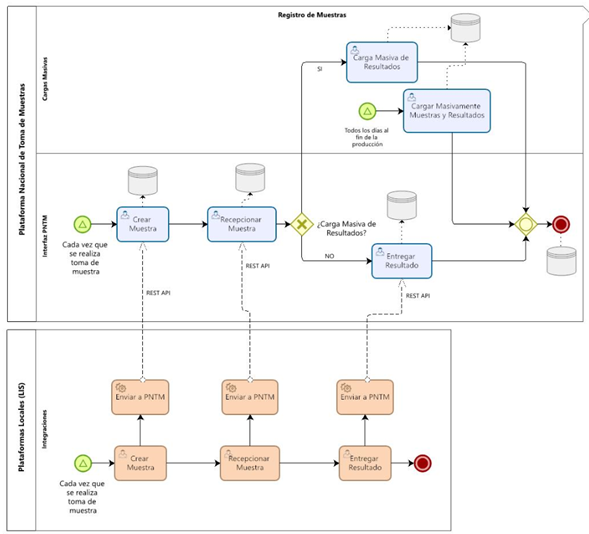 Registro de Muestras
Plataforma Nacional de Toma de Muestras
Cargas Masivas
Carga Masiva de
Resultados
SI
Cargar Masivamente
Muestras y Resultados
Todos los días al
fin de la
producción
Interfaz PNTM
Crear
Muestra
Recepcionar
Muestra
¿Carga Masiva de
Resultados?
Cada vez que
se realiza
toma de
muestra
NO
Entregar
Resultado
REST API
REST API
REST API
Plataformas Locales (LIS)
Integraciones
Enviar a PNTM
Enviar a PNTM
Enviar a PNTM
Crear
Muestra
Recepcionar
Muestra
Entregar
Resultado
Cada vez que
se realiza
toma de
muestra